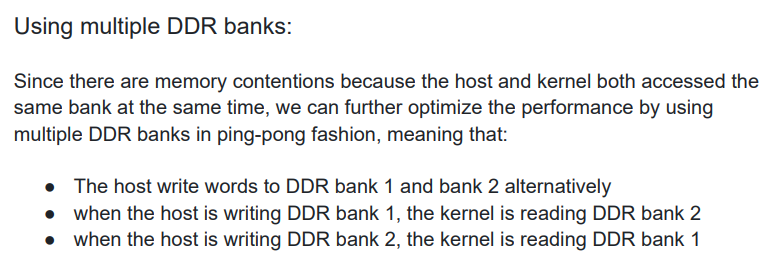 Using multiple DDR banks:
Since there are memory contentions because the host and kernel both accessed the
same bank at the same time, we can further optimize the performance by using
multiple DDR banks in ping-pong fashion, meaning that:
● The host write words to DDR bank 1 and bank 2 alternatively
● when the host is writing DDR bank 1, the kernel is reading DDR bank 2
● when the host is writing DDR bank 2, the kernel is reading DDR bank 1